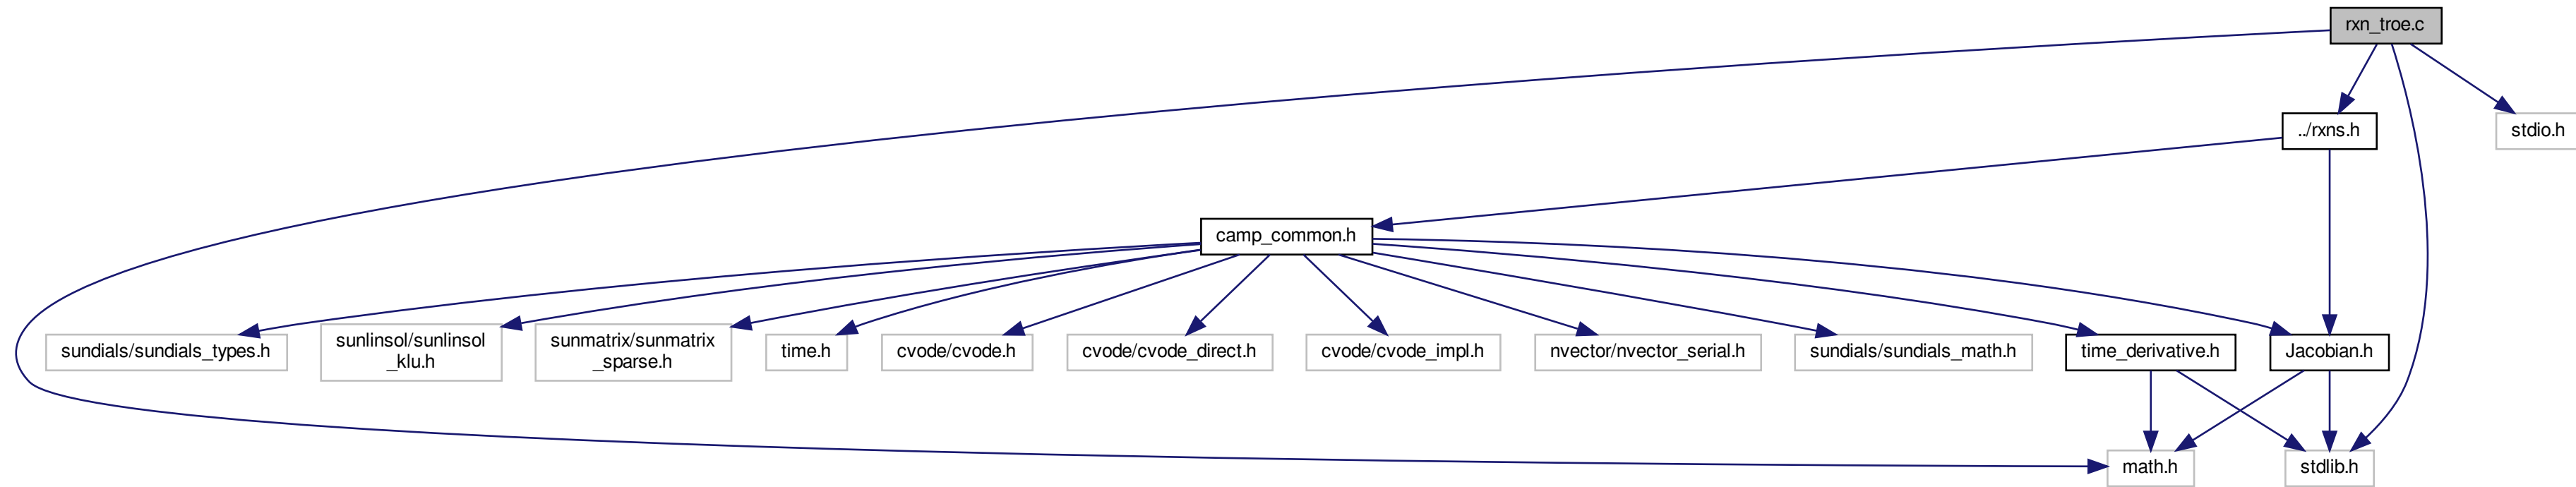 rxn_troe.c
../rxns.h
stdio.h
camp_common.h
sundials/sundials_types.h
sunlinsol/sunlinsol
_klu.h
sunmatrix/sunmatrix
_sparse.h
time.h
cvode/cvode.h
cvode/cvode_direct.h
cvode/cvode_impl.h
nvector/nvector_serial.h
sundials/sundials_math.h
time_derivative.h
Jacobian.h
math.h
stdlib.h